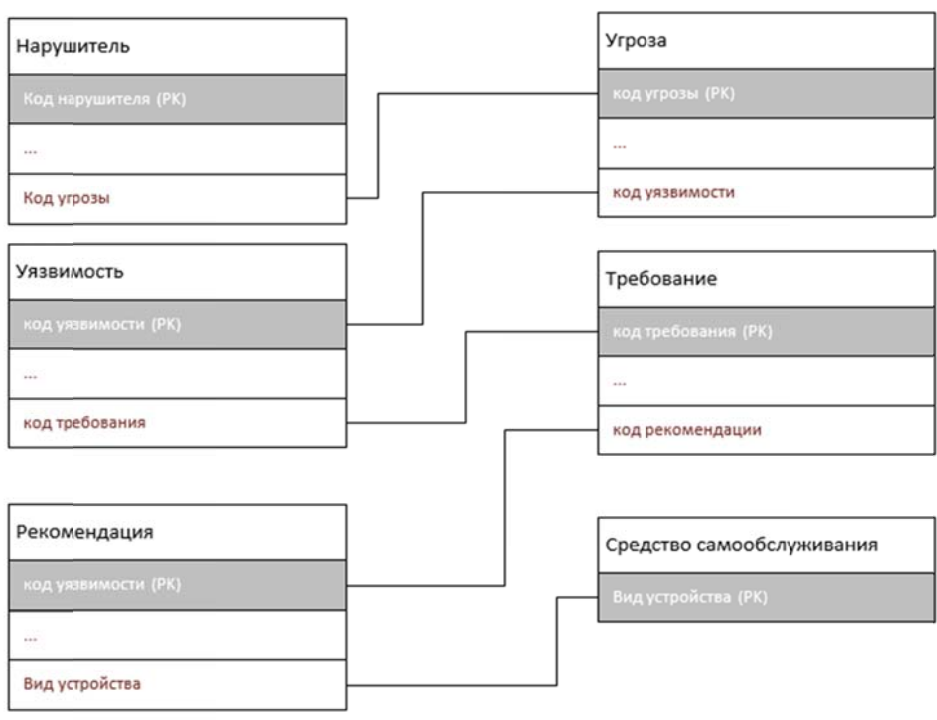 Нарушитель
Код нарушителя (PK)
...
Код угрозы
Угроза
код угрозы (PK)
...
код уязвимости
Уязвимость
код уязвимости (PK)
...
код требования
Требование
код требования (PK)
...
код рекомендации
Рекомендация
код уязвимости (PK)
...
Вид устройства
Средство самообслуживания
Вид устройства (PK)